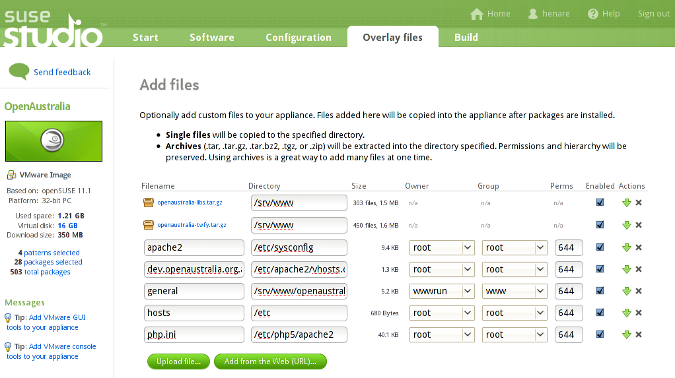 suse
studio
Home henare Help Sign out
Start Software Configuration Overlay files Build
Send feedback
OpenAustralia
VMware Image
Based on: openSUSE 11.1
Platform: 32-bit PC
Used space: 1.21 GB
Virtual disk: 16 GB
Download size: 350 MB
4 patterns selected
28 packages selected
503 total packages
Messages
Tip: Add VMware GUI
tools to your appliance
Tip: Add VMware console
tools to your appliance
Add files
Optionally add custom files to your appliance. Files added here will be copied into the appliance after packages are installed.
• Single files will be copied to the specified directory.
• Archives (.tar, .tar.gz, .tar.bz2, .tgz, or .zip) will be extracted into the directory specified. Permissions and hierarchy will be
preserved. Using archives is a great way to add many files at one time.
Filename Directory Size Owner Group Perms Enabled Actions
openaustralia-libs.tar.gz /srv/www 303 files, 1.5 MB n/a n/a n/a
openaustralia-twfy.tar.gz /srv/www 450 files, 1.6 MB n/a n/a n/a
apache2 /etc/sysconfig 9.4 KB root root 644
dev.openaustralia.org. /etc/apache2/vhosts.c 1.3 KB root root 644
general /srv/www/openaustral 5.2 KB wwwrun www 644
hosts /etc 680 Bytes root root 644
php.ini /etc/php5/apache2 40.1 KB root root 644
Upload file... Add from the Web (URL)...